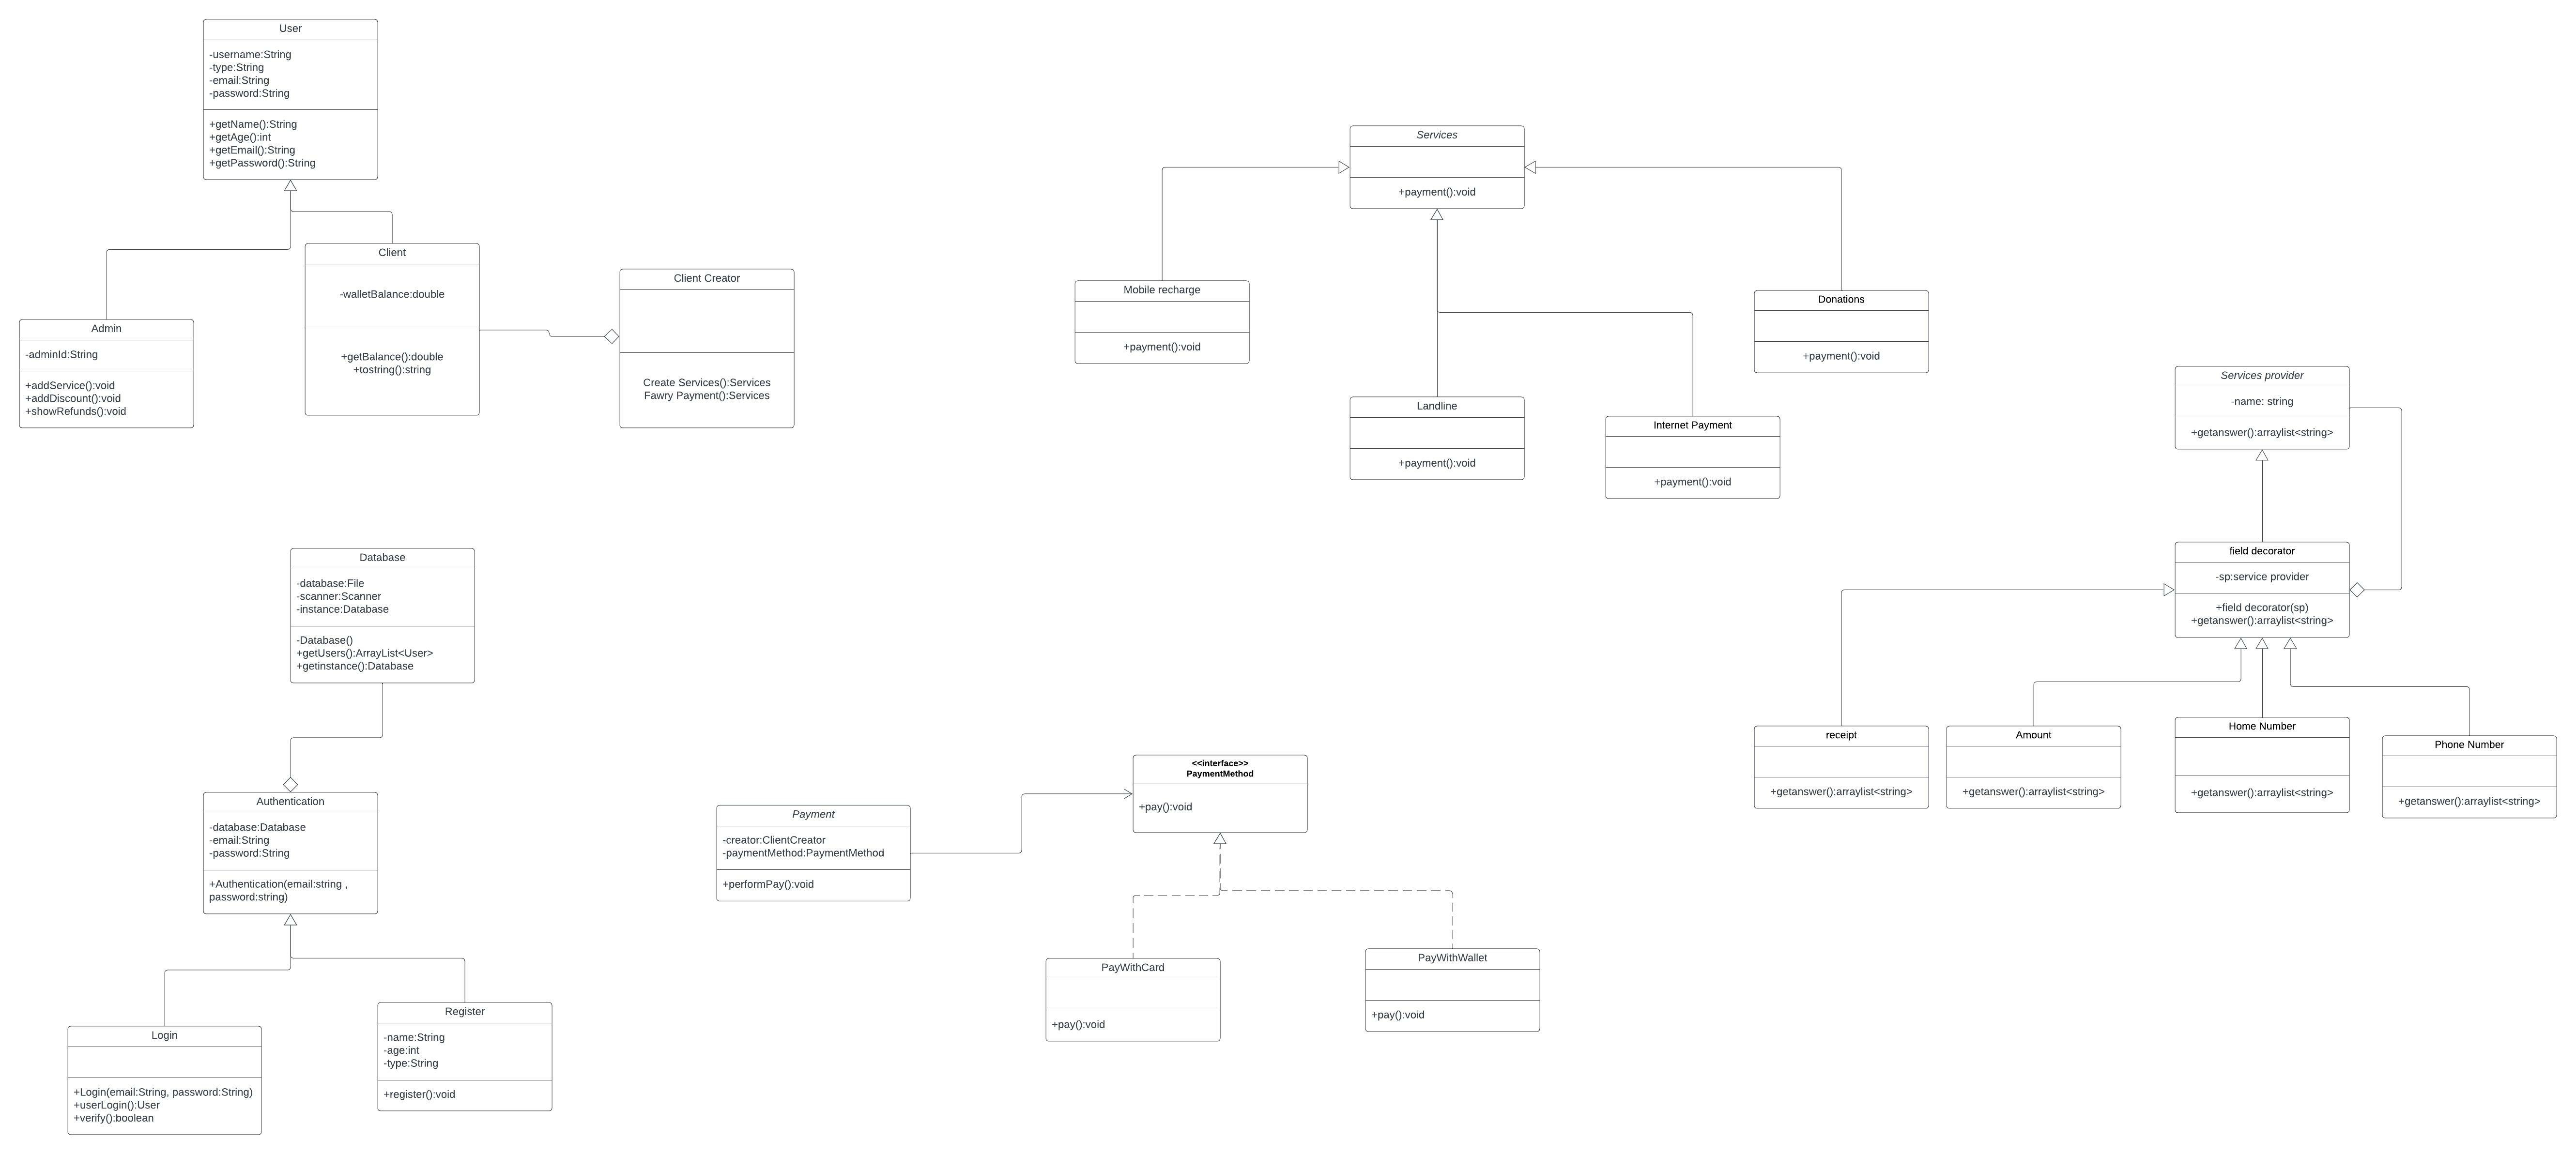 User
-username:String
-type:String
-email:String
-password:String
+getName():String
+getAge():int
+getEmail():String
+getPassword():String
Admin
-adminId:String
+addService():void
+addDiscount():void
+showRefunds():void
Client
-walletBalance:double
+getBalance():double
+tostring():string
Client Creator
Create Services():Services
Fawry Payment():Services
Services
+payment():void
Mobile recharge
+payment():void
Landline
+payment():void
Internet Payment
+payment():void
Donations
+payment():void
Services provider
-name: string
+getanswer():arraylist<string>
field decorator
-sp:service provider
+field decorator(sp)
+getanswer():arraylist<string>
receipt
+getanswer():arraylist<string>
Amount
+getanswer():arraylist<string>
Home Number
+getanswer():arraylist<string>
Phone Number
+getanswer():arraylist<string>
Database
-database:File
-scanner:Scanner
-instance:Database
-Database()
+getUsers():ArrayList<User>
+getinstance():Database
Authentication
-database:Database
-email:String
-password:String
+Authentication(email:string ,
password:string)
Login
+Login(email:String, password:String)
+userLogin():User
+verify():boolean
Register
-name:String
-age:int
-type:String
+register():void
Payment
-creator:ClientCreator
-paymentMethod:PaymentMethod
+performPay():void
<<interface>>
PaymentMethod
+pay():void
PayWithCard
+pay():void
PayWithWallet
+pay():void